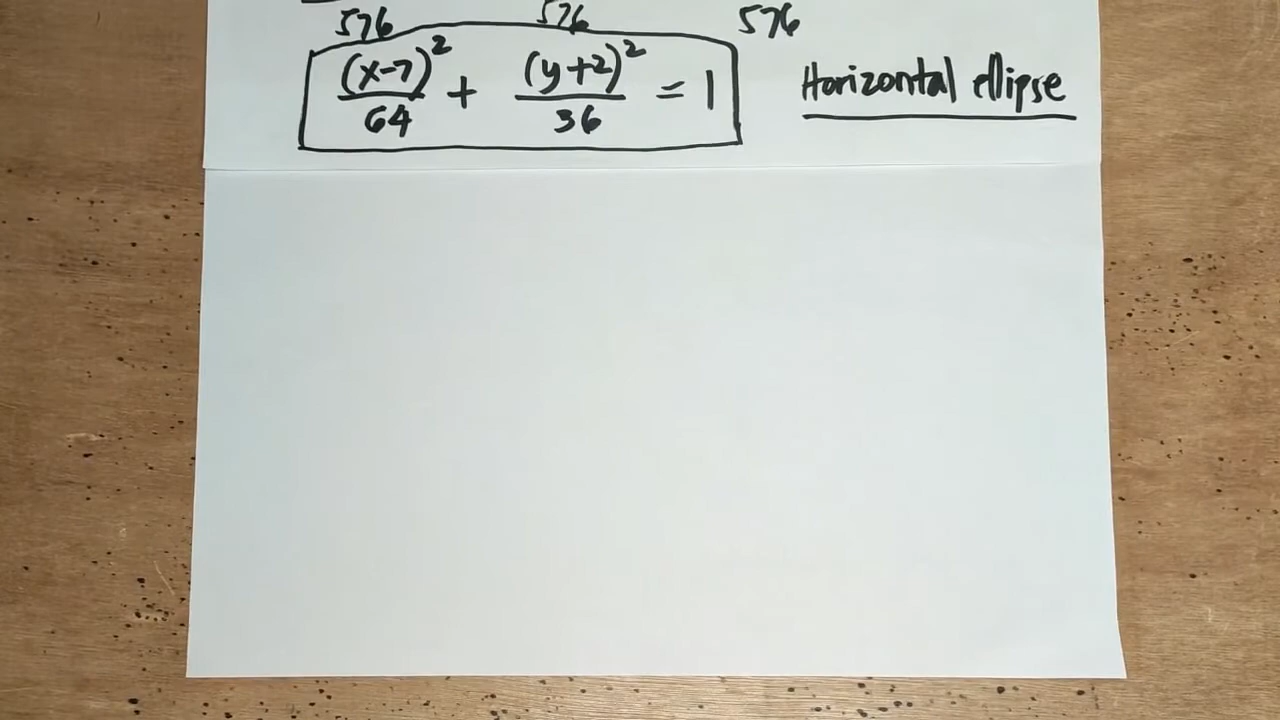 576 576 576
(x-7)² / 64 + (y+2)² / 36 = 1 Horizontal ellipse